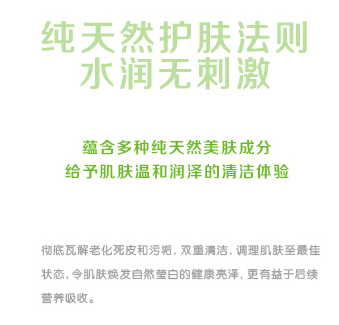 纯天然护肤法则
水润无刺激
蕴含多种纯天然美肤成分
给予肌肤温和润泽的清洁体验
彻底瓦解老化死皮和污垢，双重清洁，调理肌肤至最佳
状态，令肌肤焕发自然莹白的健康亮泽，更有益于后续
营养吸收。